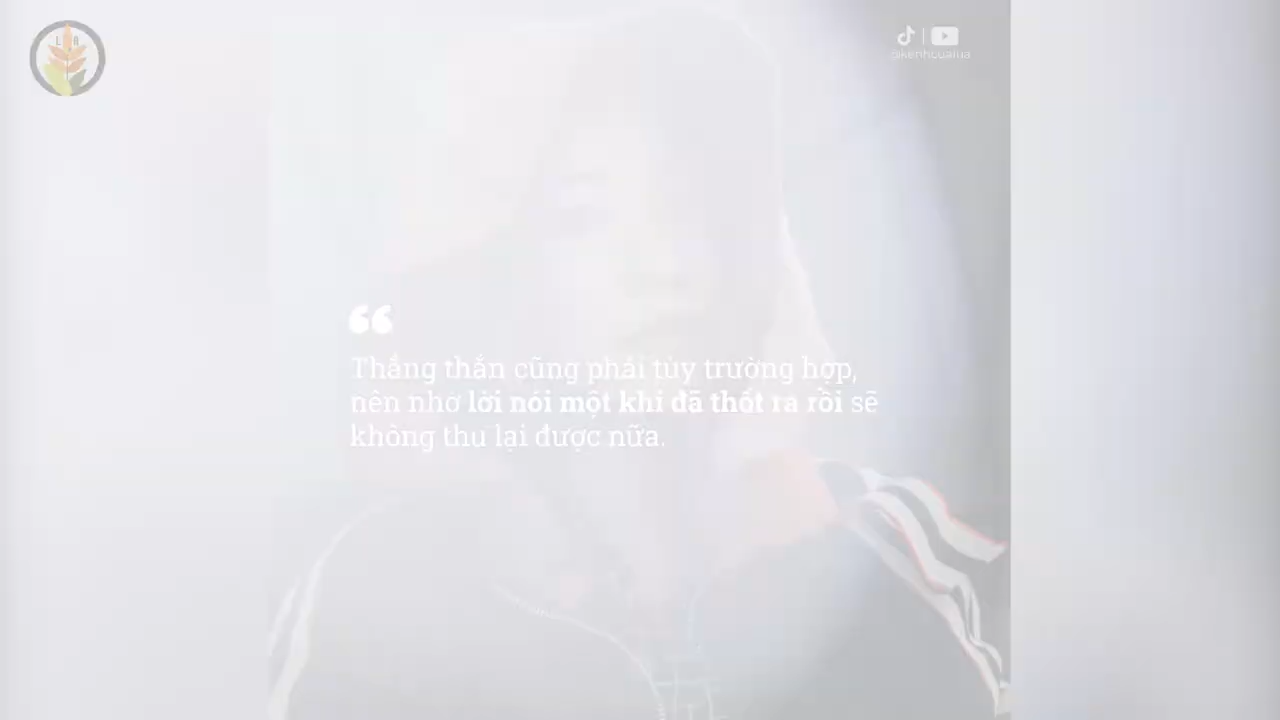 L A
@kenhcualua
“
Thẳng thắn cũng phải tùy trường hợp,
nên nhớ lời nói một khi đã thốt ra rồi sẽ
không thu lại được nữa.